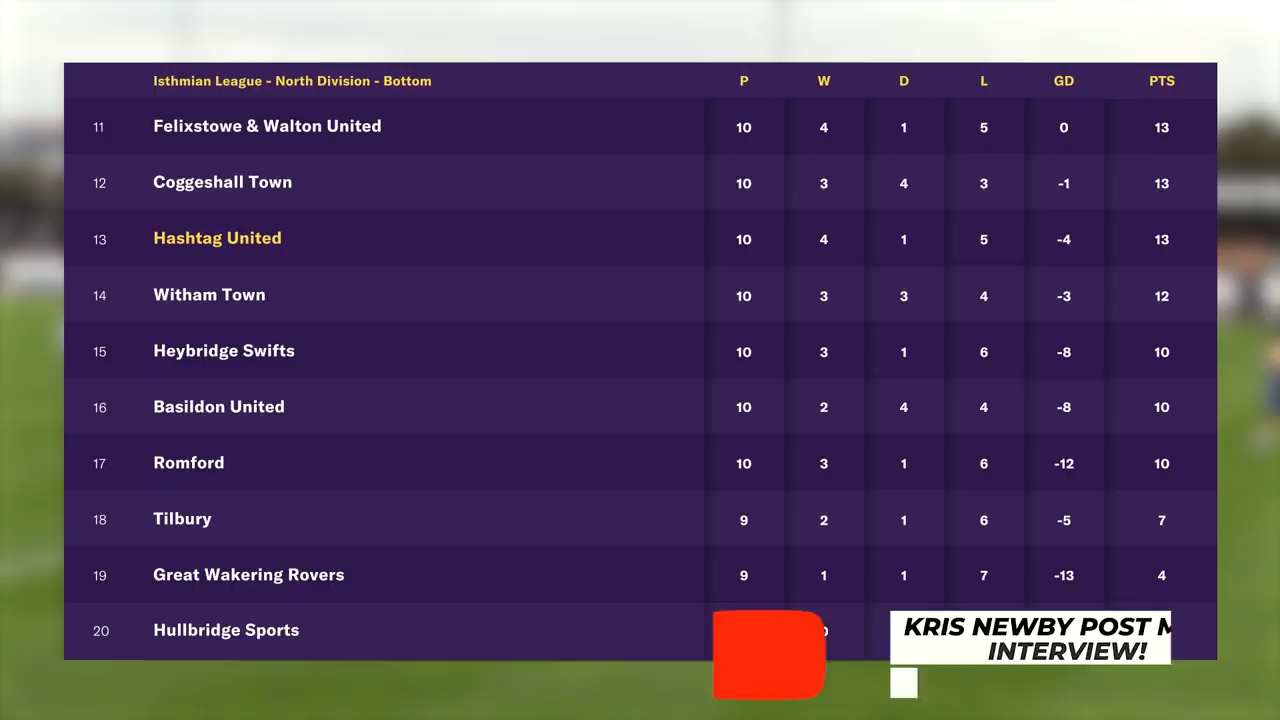 Isthmian League - North Division - Bottom P W D L GD PTS
11 Felixstowe & Walton United 10 4 1 5 0 13
12 Coggeshall Town 10 3 4 3 -1 13
13 Hashtag United 10 4 1 5 -4 13
14 Witham Town 10 3 3 4 -3 12
15 Heybridge Swifts 10 3 1 6 -8 10
16 Basildon United 10 2 4 4 -8 10
17 Romford 10 3 1 6 -12 10
18 Tilbury 9 2 1 6 -5 7
19 Great Wakering Rovers 9 1 1 7 -13 4
20 Hullbridge Sports
KRIS NEWBY POST
INTERVIEW!